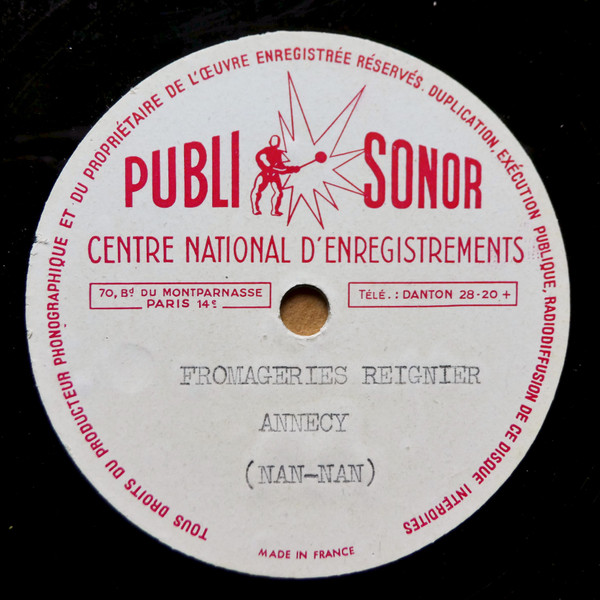 TOUS DROITS DU PRODUCTEUR PHONOGRAPHIQUE ET DU PROPRIÉTAIRE DE L'ŒUVRE ENREGISTRÉE RÉSERVÉS. DUPLICATION, EXÉCUTION PUBLIQUE, RADIODIFFUSION DE CE DISQUE INTERDITES
PUBLI SONOR
CENTRE NATIONAL D'ENREGISTREMENTS
70, Bd DU MONTPARNASSE
PARIS 14e
TÉLÉ. : DANTON 28-20 +
FROMAGERIES REIGNIER
ANNECY
(NAN-NAN)
MADE IN FRANCE